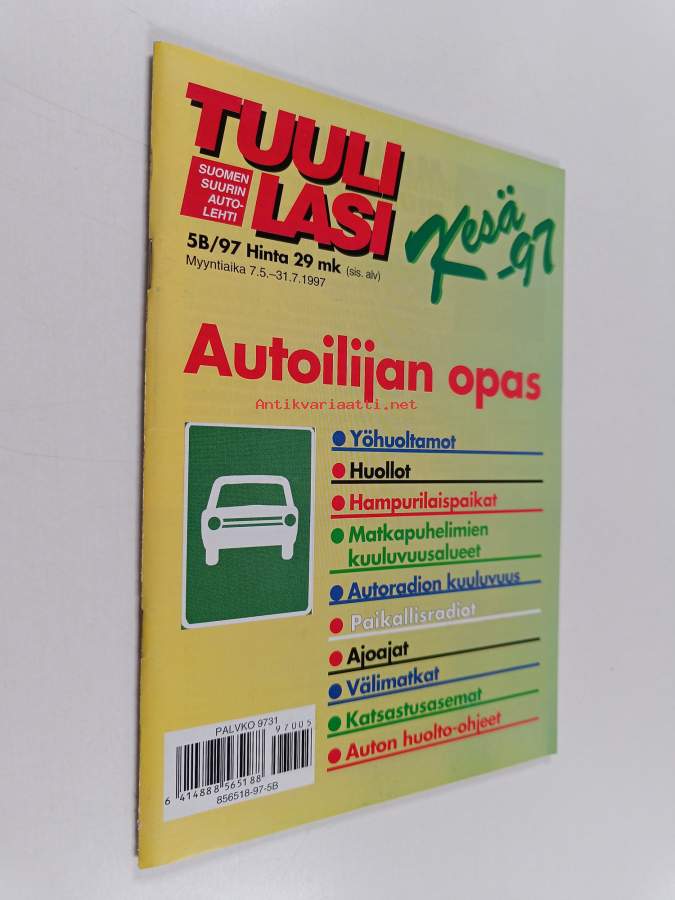 TUULI
LASI
SUOMEN
SUURIN
AUTO-
LEHTI
Kesä
-97
5B/97 Hinta 29 mk (sis. alv)
Myyntiaika 7.5.–31.7.1997
Autoilijan opas
Antikvariaatti.net
Yöhuoltamot
Huollot
Hampurilaispaikat
Matkapuhelimien
kuuluvuusalueet
Autoradion kuuluvuus
Paikallisradiot
Ajoajat
Välimatkat
Katsastusasemat
Auton huolto-ohjeet
PALVKO 9731
97005
6 414888 565188
856518-97-5B